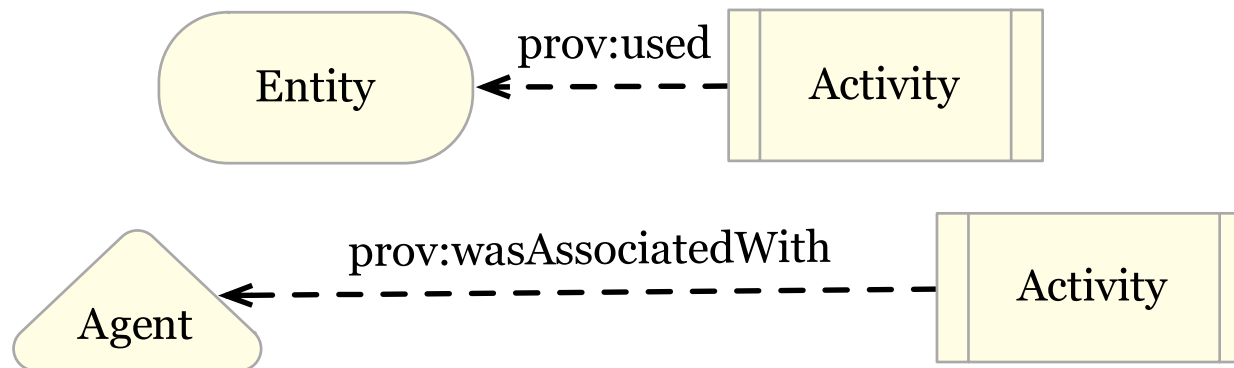 prov:used
Entity
Activity
prov:wasAssociatedWith
Activity
Agent